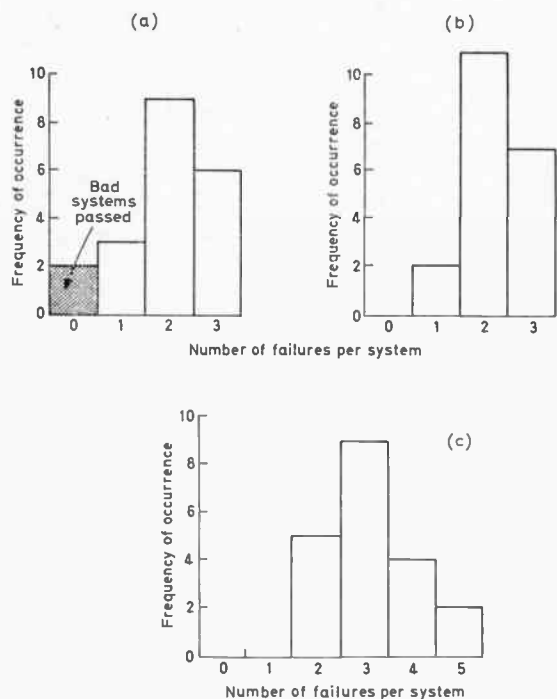 (a)
Frequency of occurrence
10
8
6
4
2
0
Bad
systems
passed
0 1 2 3
(b)
Frequency of occurrence
10
8
6
4
2
0
0 1 2 3
Number of failures per system
(c)
Frequency of occurrence
10
8
6
4
2
0
0 1 2 3 4 5
Number of failures per system